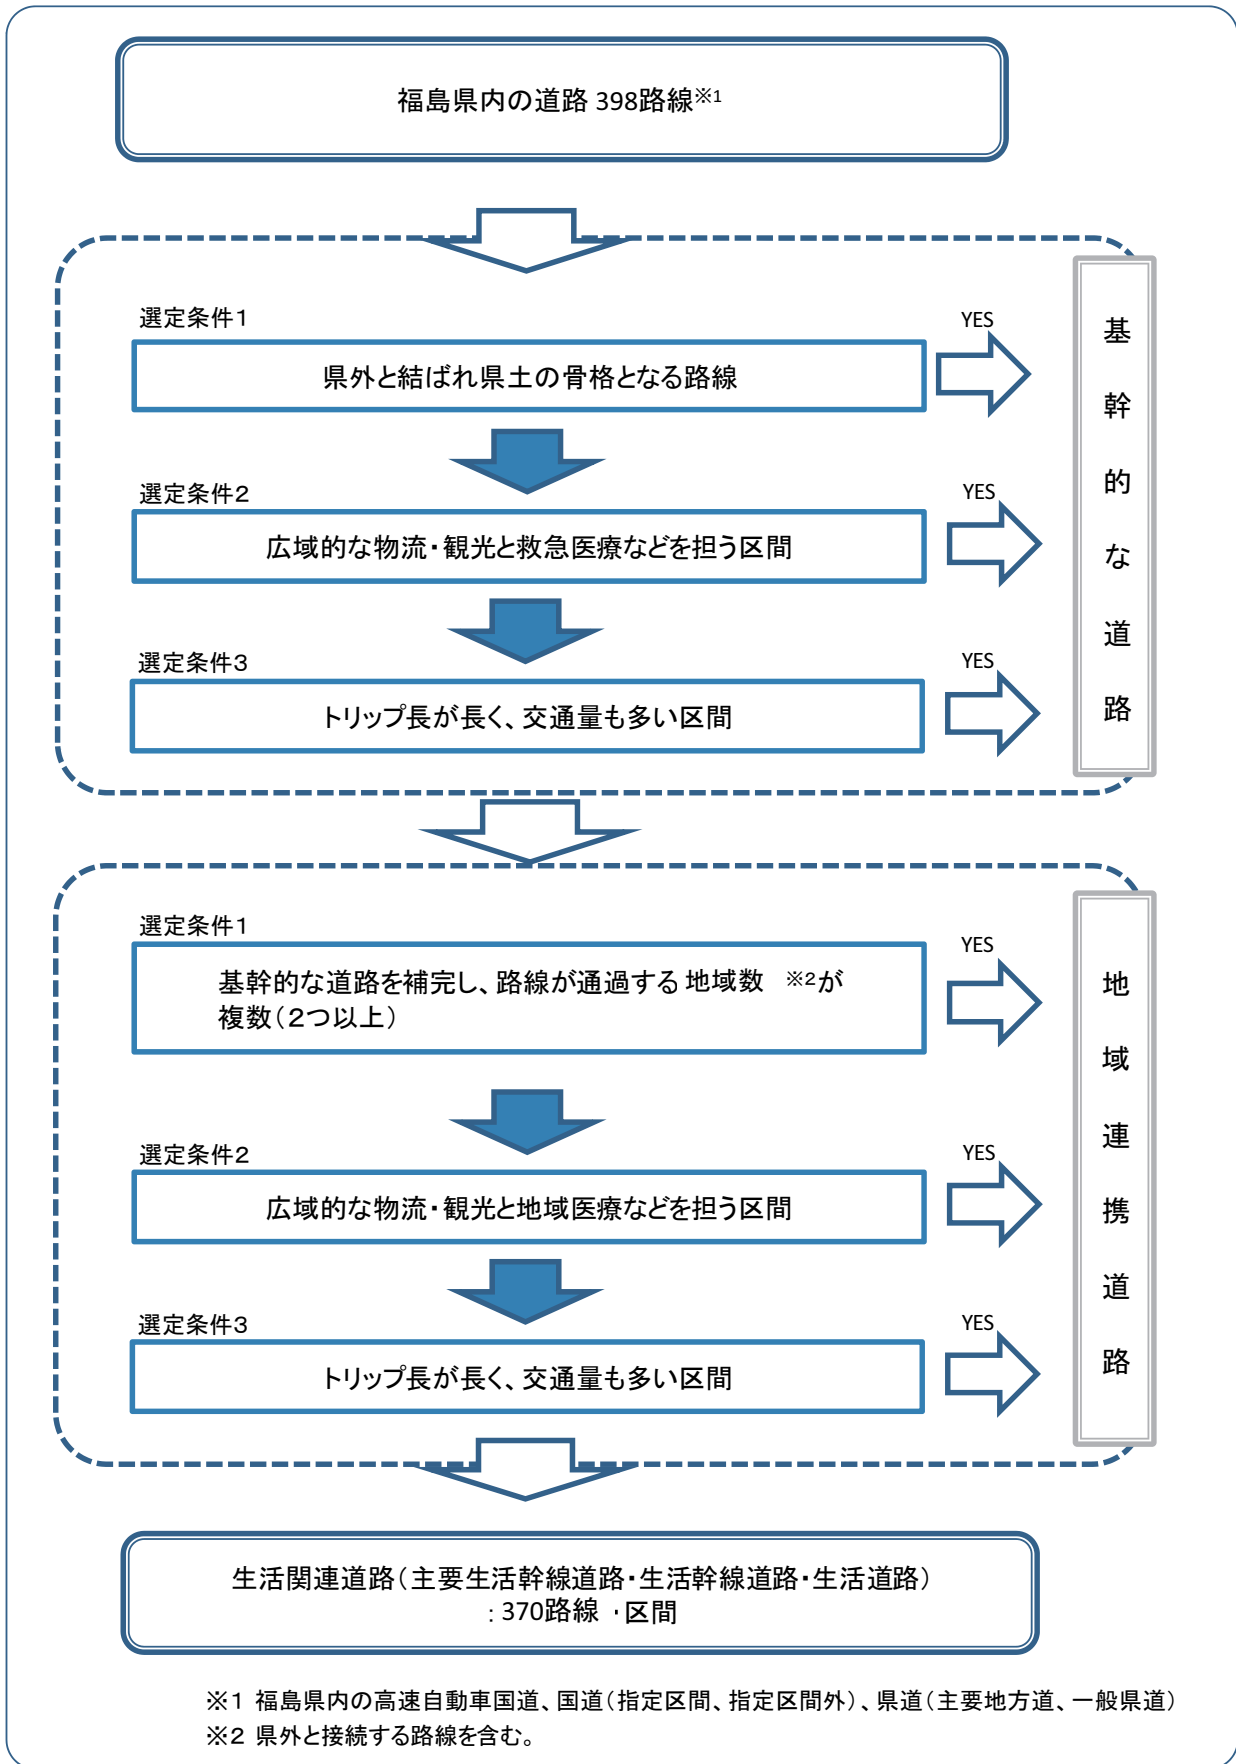 福島県内の道路 398路線※1
選定条件1
YES
県外と結ばれ県土の骨格となる路線
選定条件2
YES
広域的な物流・観光と救急医療などを担う区間
選定条件3
YES
トリップ長が長く、交通量も多い区間
基幹的な道路
選定条件1
YES
基幹的な道路を補完し、路線が通過する地域数 ※2が
複数（2つ以上）
選定条件2
YES
広域的な物流・観光と地域医療などを担う区間
選定条件3
YES
トリップ長が長く、交通量も多い区間
地域連携道路
生活関連道路（主要生活幹線道路・生活幹線道路・生活道路）
：370路線・区間
※1 福島県内の高速自動車国道、国道（指定区間、指定区間外）、県道（主要地方道、一般県道）
※2 県外と接続する路線を含む。